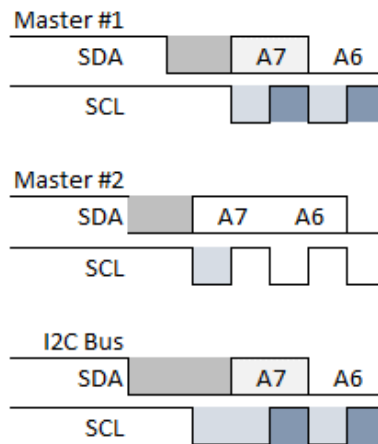 Master #1
SDA A7 A6
SCL
Master #2
SDA A7 A6
SCL
I2C Bus
SDA A7 A6
SCL